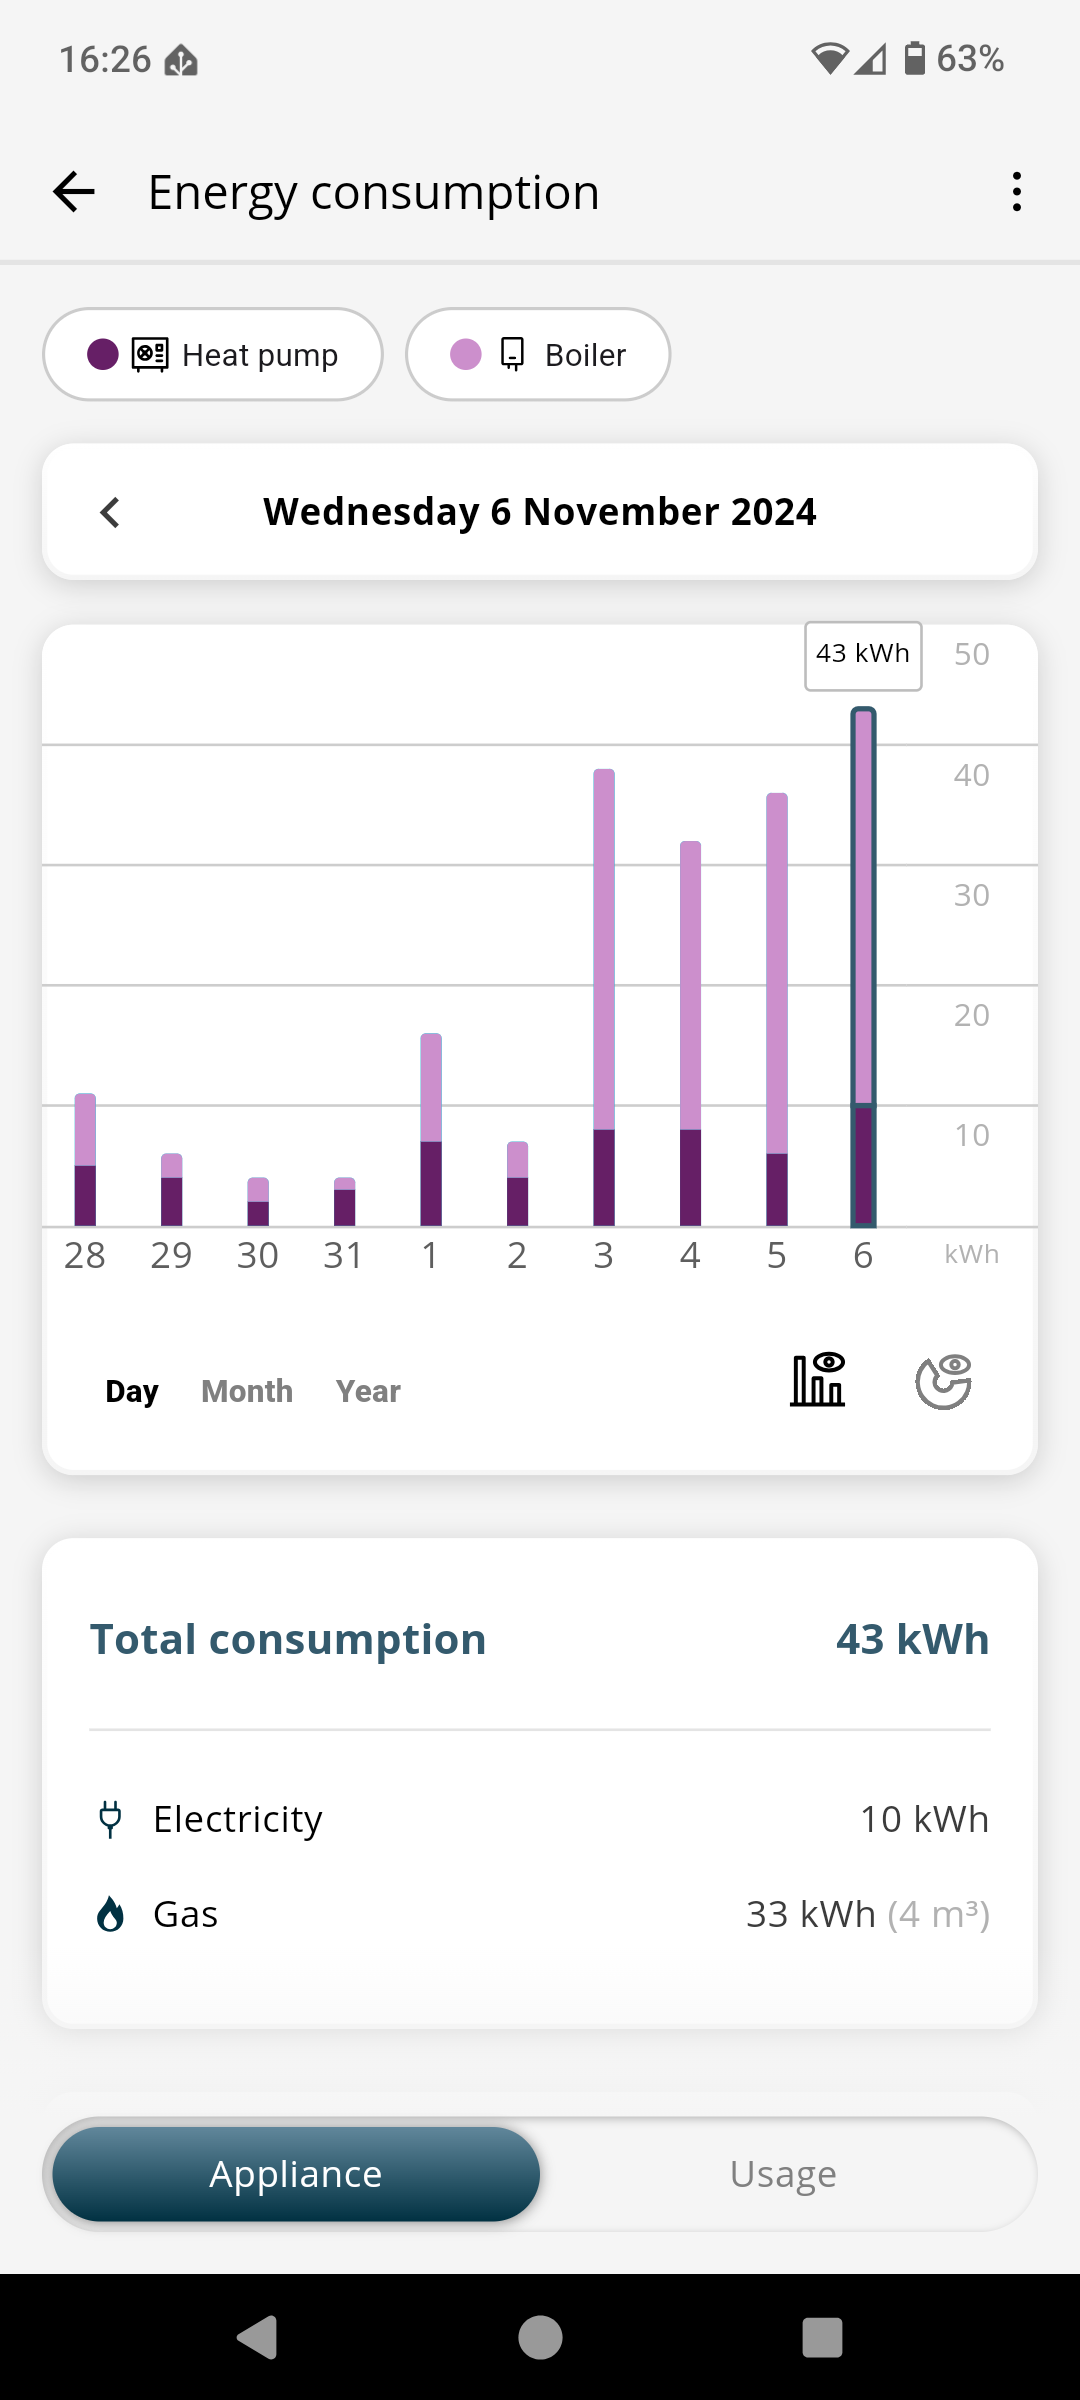 16:26 63%
Energy consumption
Heat pump Boiler
Wednesday 6 November 2024
43 kWh 50
40
30
20
10
28 29 30 31 1 2 3 4 5 6 kWh
Day Month Year
Total consumption 43 kWh
Electricity 10 kWh
Gas 33 kWh (4 m³)
Appliance Usage